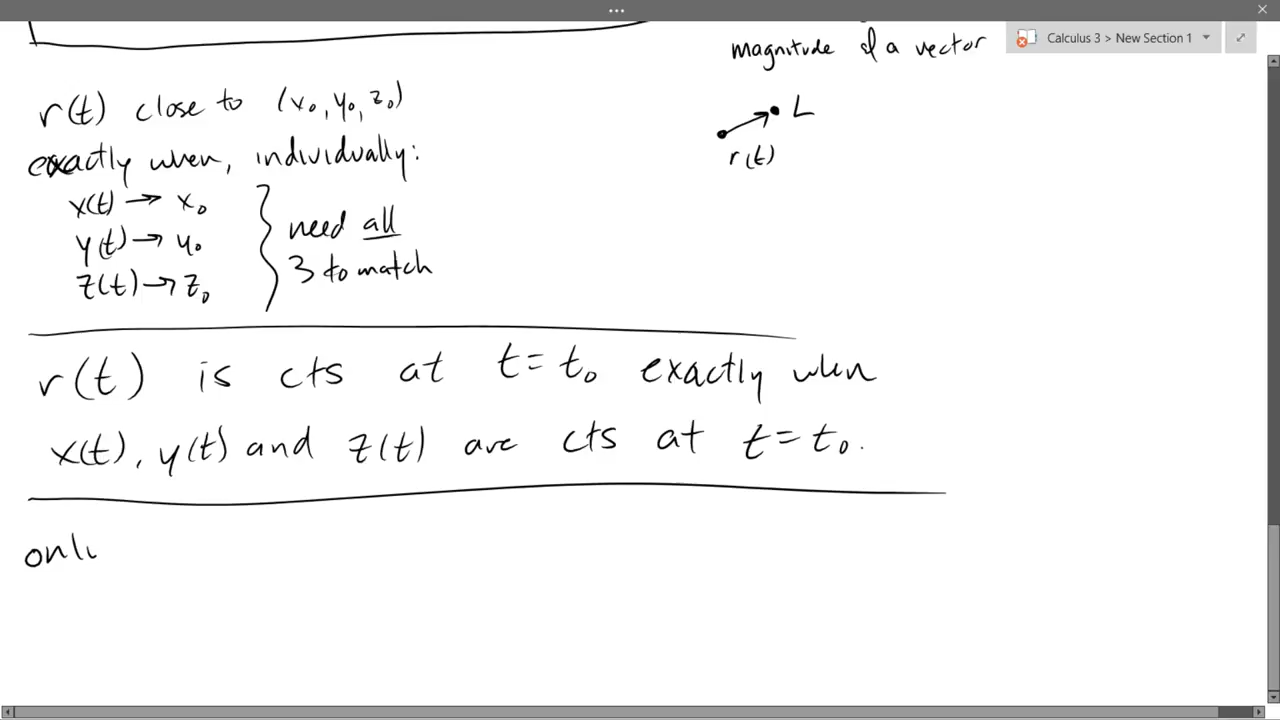 Calculus 3 > New Section 1
magnitude of a vector
L
r(t)
r(t) close to (x₀, y₀, z₀)
exactly when, individually:
x(t) → x₀
y(t) → y₀
z(t) → z₀
need all
3 to match
r(t) is cts at t = t₀ exactly when
x(t), y(t) and z(t) are cts at t = t₀.